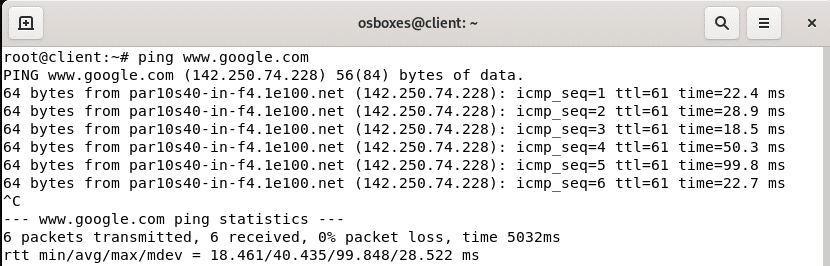 osboxes@client: ~
root@client:~# ping www.google.com
PING www.google.com (142.250.74.228) 56(84) bytes of data.
64 bytes from par10s40-in-f4.1e100.net (142.250.74.228): icmp_seq=1 ttl=61 time=22.4 ms
64 bytes from par10s40-in-f4.1e100.net (142.250.74.228): icmp_seq=2 ttl=61 time=28.9 ms
64 bytes from par10s40-in-f4.1e100.net (142.250.74.228): icmp_seq=3 ttl=61 time=18.5 ms
64 bytes from par10s40-in-f4.1e100.net (142.250.74.228): icmp_seq=4 ttl=61 time=50.3 ms
64 bytes from par10s40-in-f4.1e100.net (142.250.74.228): icmp_seq=5 ttl=61 time=99.8 ms
64 bytes from par10s40-in-f4.1e100.net (142.250.74.228): icmp_seq=6 ttl=61 time=22.7 ms
^C
--- www.google.com ping statistics ---
6 packets transmitted, 6 received, 0% packet loss, time 5032ms
rtt min/avg/max/mdev = 18.461/40.435/99.848/28.522 ms